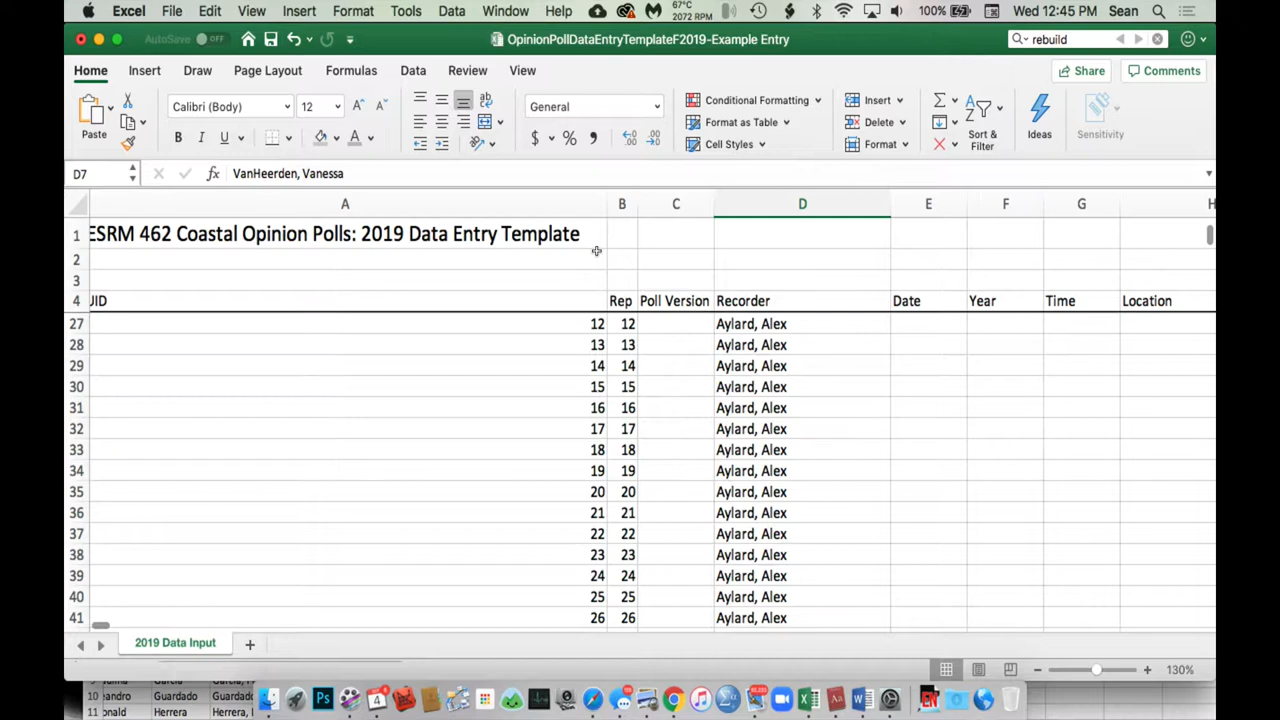 Excel File Edit View Insert Format Tools Data Window Help 67°C 2072 RPM 100% Wed 12:45 PM Sean
AutoSave OFF OpinionPollDataEntryTemplateF2019-Example Entry rebuild
Home Insert Draw Page Layout Formulas Data Review View Share Comments
Paste Calibri (Body) 12 General Conditional Formatting Insert
Format as Table Delete Sort & Filter Ideas Sensitivity
Cell Styles Format
D7 fx VanHeerden, Vanessa
A B C D E F G H
1 ESRM 462 Coastal Opinion Polls: 2019 Data Entry Template
2
3
4 UID Rep Poll Version Recorder Date Year Time Location
27 12 12 Aylard, Alex
28 13 13 Aylard, Alex
29 14 14 Aylard, Alex
30 15 15 Aylard, Alex
31 16 16 Aylard, Alex
32 17 17 Aylard, Alex
33 18 18 Aylard, Alex
34 19 19 Aylard, Alex
35 20 20 Aylard, Alex
36 21 21 Aylard, Alex
37 22 22 Aylard, Alex
38 23 23 Aylard, Alex
39 24 24 Aylard, Alex
40 25 25 Aylard, Alex
41 26 26 Aylard, Alex
2019 Data Input
130%
10 eandro Guardado Guardado,
11 onald Herrera Herrera,